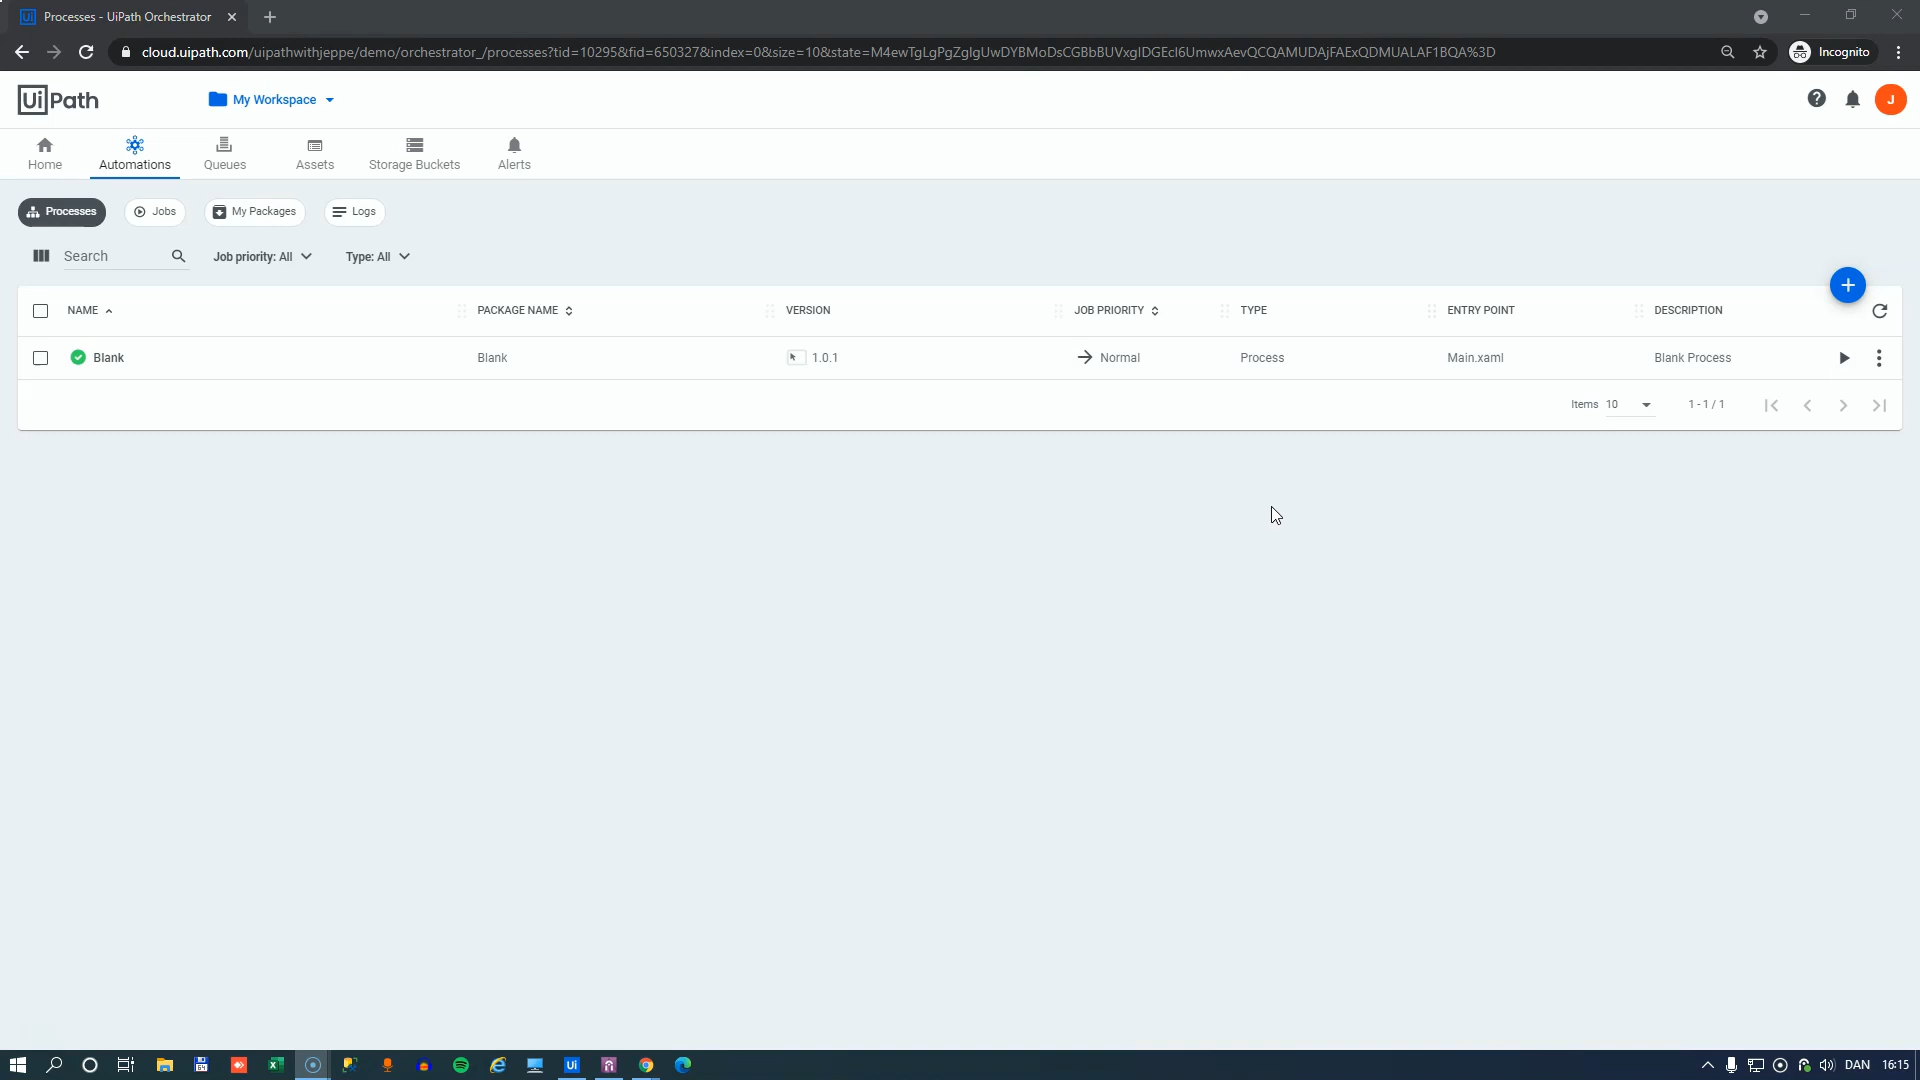 Processes - UiPath Orchestrator
cloud.uipath.com/uipathwithjeppe/demo/orchestrator_/processes?tid=10295&fid=650327&index=0&size=10&state=M4ewTgLgPgZglgUwDYBMoDsCGBbBUVxgIDGEcI6UmwxAevQCQAMUDAjFAExQDMUALAF1BQA%3D
Incognito
UiPath
My Workspace
J
Home
Automations
Queues
Assets
Storage Buckets
Alerts
Processes
Jobs
My Packages
Logs
Search
Job priority: All
Type: All
NAME
PACKAGE NAME
VERSION
JOB PRIORITY
TYPE
ENTRY POINT
DESCRIPTION
Blank
Blank
1.0.1
Normal
Process
Main.xaml
Blank Process
Items 10
1 - 1 / 1
DAN
16:15